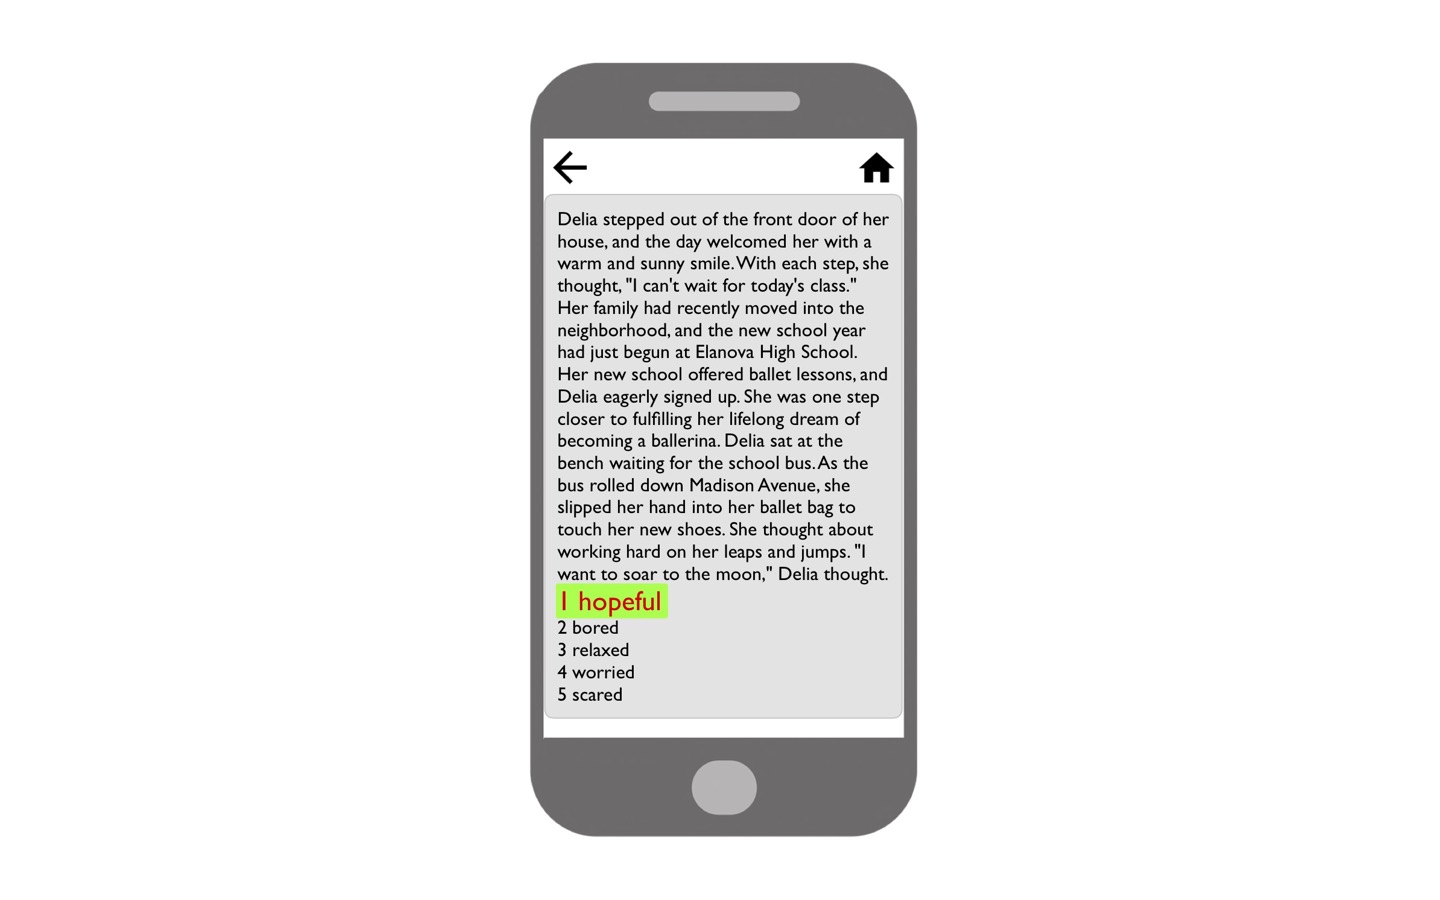 Delia stepped out of the front door of her
house, and the day welcomed her with a
warm and sunny smile. With each step, she
thought, "I can't wait for today's class."
Her family had recently moved into the
neighborhood, and the new school year
had just begun at Elanova High School.
Her new school offered ballet lessons, and
Delia eagerly signed up. She was one step
closer to fulfilling her lifelong dream of
becoming a ballerina. Delia sat at the
bench waiting for the school bus. As the
bus rolled down Madison Avenue, she
slipped her hand into her ballet bag to
touch her new shoes. She thought about
working hard on her leaps and jumps. "I
want to soar to the moon," Delia thought.
1 hopeful
2 bored
3 relaxed
4 worried
5 scared